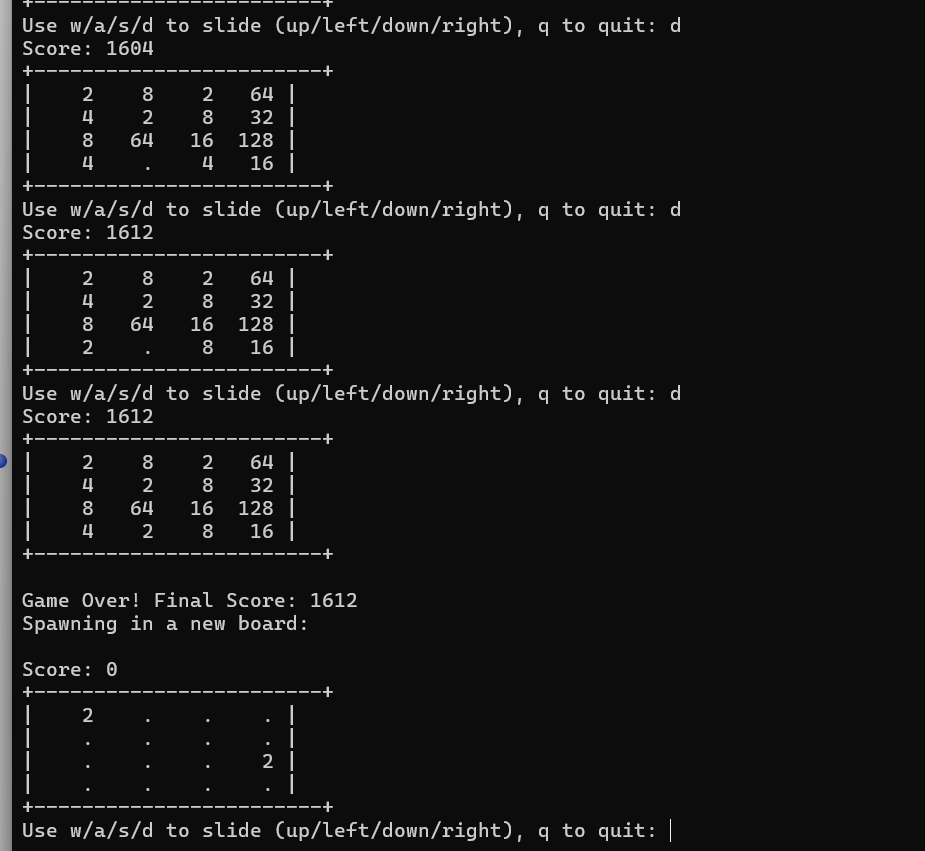 +------------------------+
Use w/a/s/d to slide (up/left/down/right), q to quit: d
Score: 1604
+------------------------+
|    2    8    2   64 |
|    4    2    8   32 |
|    8   64   16  128 |
|    4    .    4   16 |
+------------------------+
Use w/a/s/d to slide (up/left/down/right), q to quit: d
Score: 1612
+------------------------+
|    2    8    2   64 |
|    4    2    8   32 |
|    8   64   16  128 |
|    2    .    8   16 |
+------------------------+
Use w/a/s/d to slide (up/left/down/right), q to quit: d
Score: 1612
+------------------------+
|    2    8    2   64 |
|    4    2    8   32 |
|    8   64   16  128 |
|    4    2    8   16 |
+------------------------+
Game Over! Final Score: 1612
Spawning in a new board:
Score: 0
+------------------------+
|    2    .    .    . |
|    .    .    .    . |
|    .    .    .    2 |
|    .    .    .    . |
+------------------------+
Use w/a/s/d to slide (up/left/down/right), q to quit: